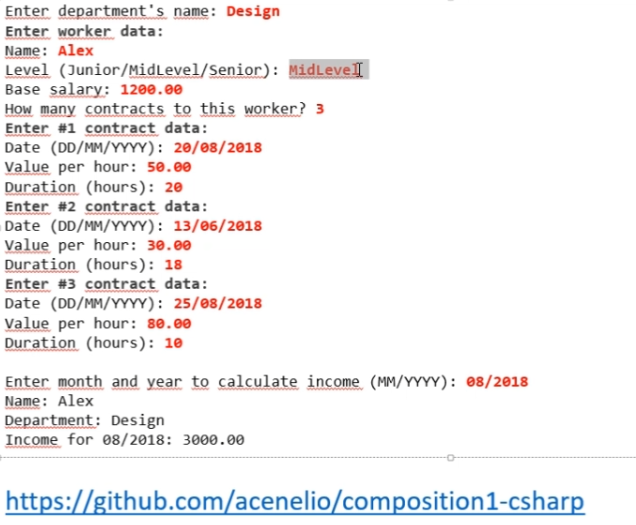 Enter department's name: Design
Enter worker data:
Name: Alex
Level (Junior/MidLevel/Senior): MidLevel
Base salary: 1200.00
How many contracts to this worker? 3
Enter #1 contract data:
Date (DD/MM/YYYY): 20/08/2018
Value per hour: 50.00
Duration (hours): 20
Enter #2 contract data:
Date (DD/MM/YYYY): 13/06/2018
Value per hour: 30.00
Duration (hours): 18
Enter #3 contract data:
Date (DD/MM/YYYY): 25/08/2018
Value per hour: 80.00
Duration (hours): 10
Enter month and year to calculate income (MM/YYYY): 08/2018
Name: Alex
Department: Design
Income for 08/2018: 3000.00
https://github.com/acenelio/composition1-csharp